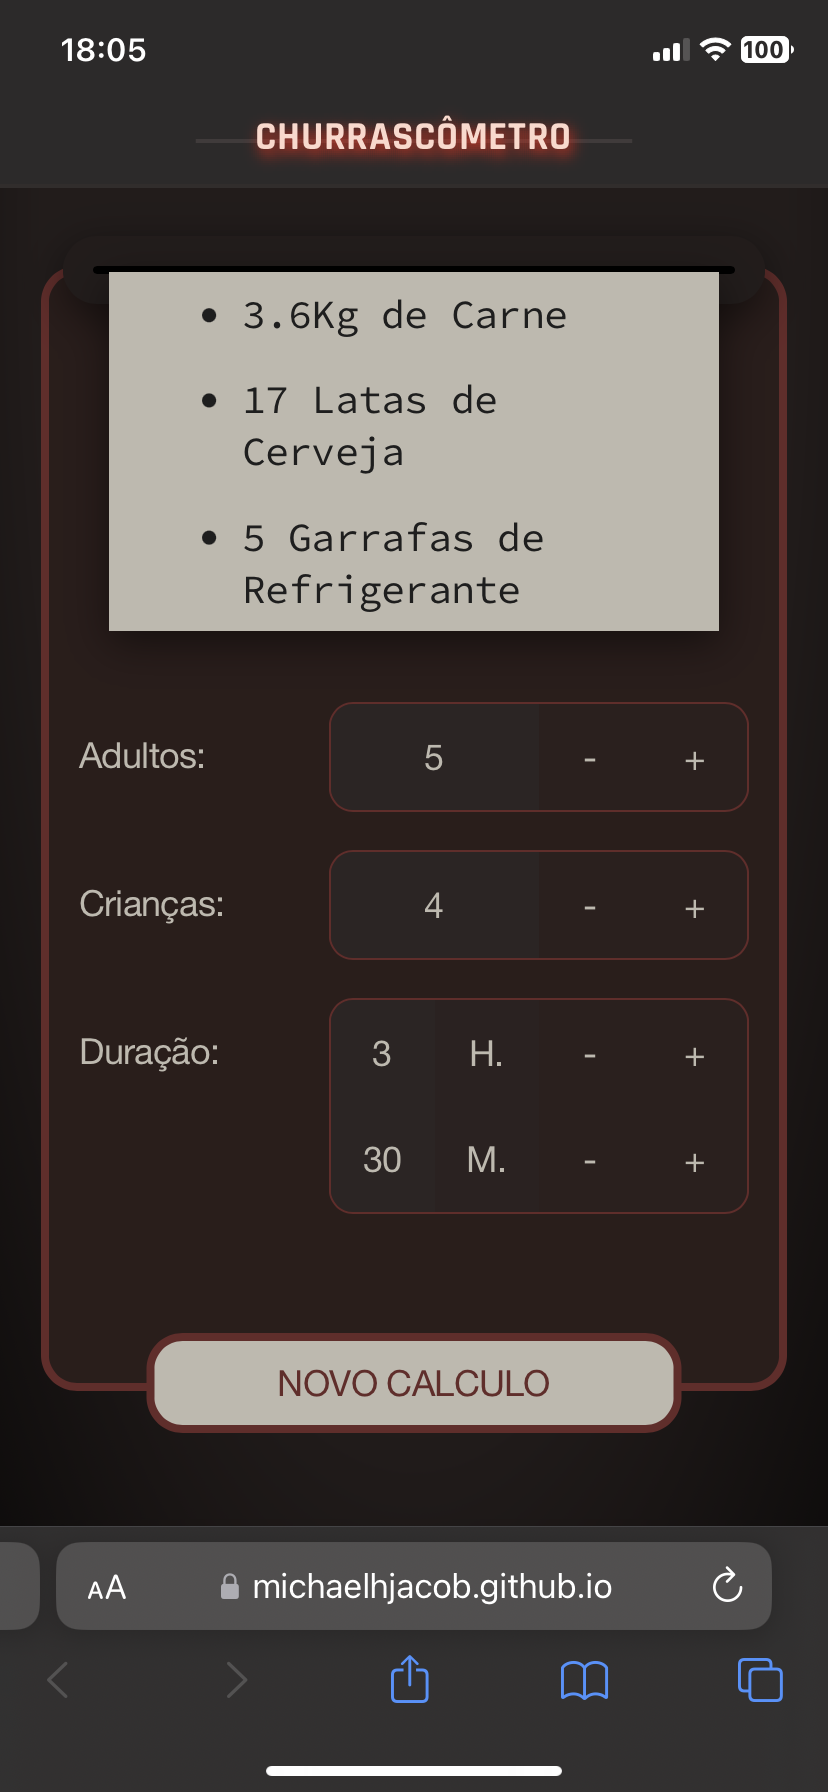 18:05
100
CHURRASCÔMETRO
• 3.6Kg de Carne
• 17 Latas de
Cerveja
• 5 Garrafas de
Refrigerante
Adultos: 5 - +
Crianças: 4 - +
Duração: 3 H. - +
30 M. - +
NOVO CALCULO
AA michaelhjacob.github.io